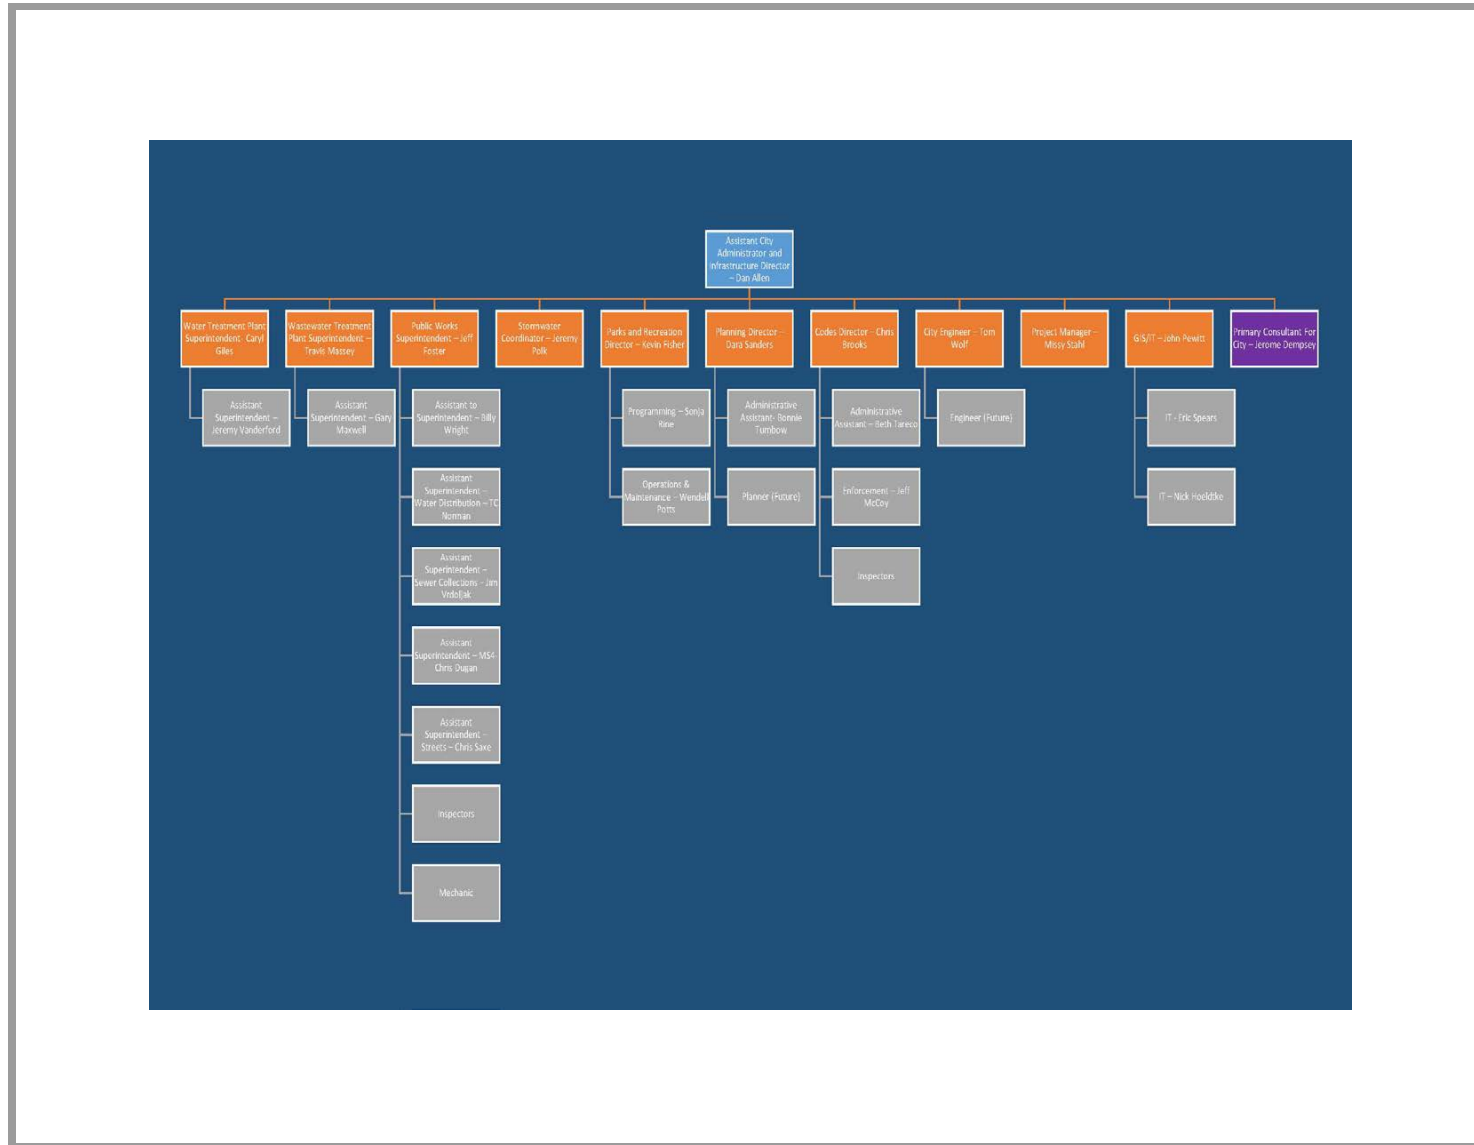 Assistant City
Administrator and
Infrastructure Director
– Dan Allen
Water Treatment Plant
Superintendent- Caryl
Giles
Wastewater Treatment
Plant Superintendent –
Travis Massey
Public Works
Superintendent – Jeff
Foster
Stormwater
Coordinator – Jeremy
Polk
Parks and Recreation
Director – Kevin Fisher
Planning Director –
Dara Sanders
Codes Director – Chris
Brooks
City Engineer – Tom
Wolf
Project Manager –
Missy Stahl
GIS/IT – John Pewitt
Primary Consultant For
City – Jerome Dempsey
Assistant
Superintendent –
Jeremy Vanderford
Assistant
Superintendent – Gary
Maxwell
Assistant to
Superintendent – Billy
Wright
Programming – Sonja
Rine
Administrative
Assistant- Bonnie
Turnbow
Administrative
Assistant – Beth Tareco
Engineer (Future)
IT - Eric Spears
Assistant
Superintendent –
Water Distribution – TC
Norman
Operations &
Maintenance – Wendell
Potts
Planner (Future)
Enforcement – Jeff
McCoy
IT – Nick Hoeldtke
Assistant
Superintendent –
Sewer Collections – Jim
Vrdoljak
Inspectors
Assistant
Superintendent – MS4-
Chris Dugan
Assistant
Superintendent -
Streets – Chris Saxe
Inspectors
Mechanic